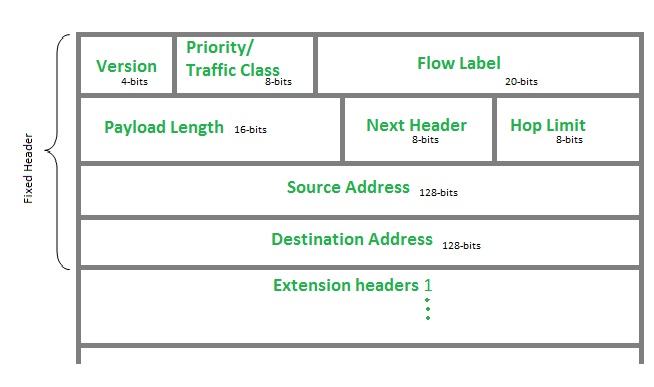 Fixed Header
Version
4-bits
Priority/
Traffic Class
8-bits
Flow Label
20-bits
Payload Length 16-bits
Next Header
8-bits
Hop Limit
8-bits
Source Address 128-bits
Destination Address 128-bits
Extension headers 1